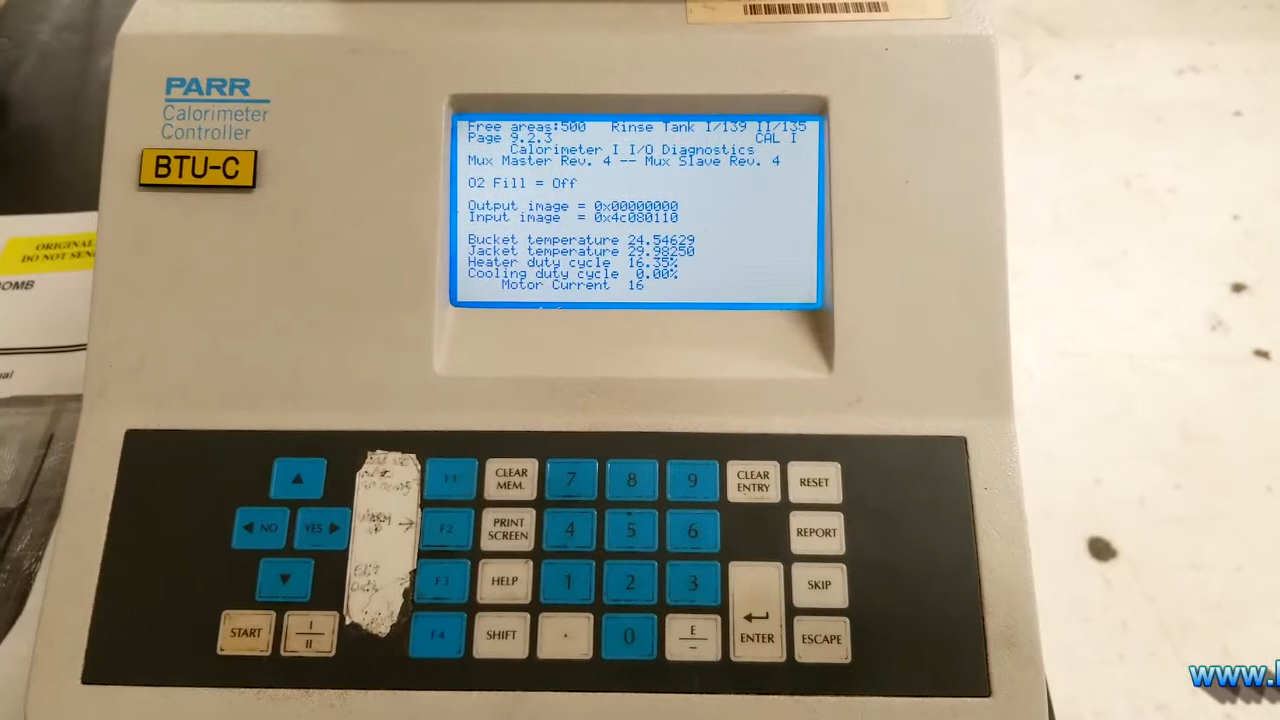 PARR
Calorimeter
Controller
BTU-C
ORIGINAL
DO NOT
OMB
Free areas:500 Rinse Tank I/139 II/135
Page 9.2.3 CAL I
Calorimeter I I/O Diagnostics
Mux Master Rev. 4 -- Mux Slave Rev. 4
O2 Fill = Off
Output image = 0x00000000
Input image = 0x4c080110
Bucket temperature 24.54629
Jacket temperature 29.98250
Heater duty cycle 16.35%
Cooling duty cycle 0.00%
Motor Current 16
▲ F1 CLEAR MEM. 7 8 9 CLEAR ENTRY RESET
◀ NO YES ▶ F2 PRINT SCREEN 4 5 6 REPORT
▼ F3 HELP 1 2 3 SKIP
START I/II F4 SHIFT . 0 E/– ↵ ENTER ESCAPE
www.